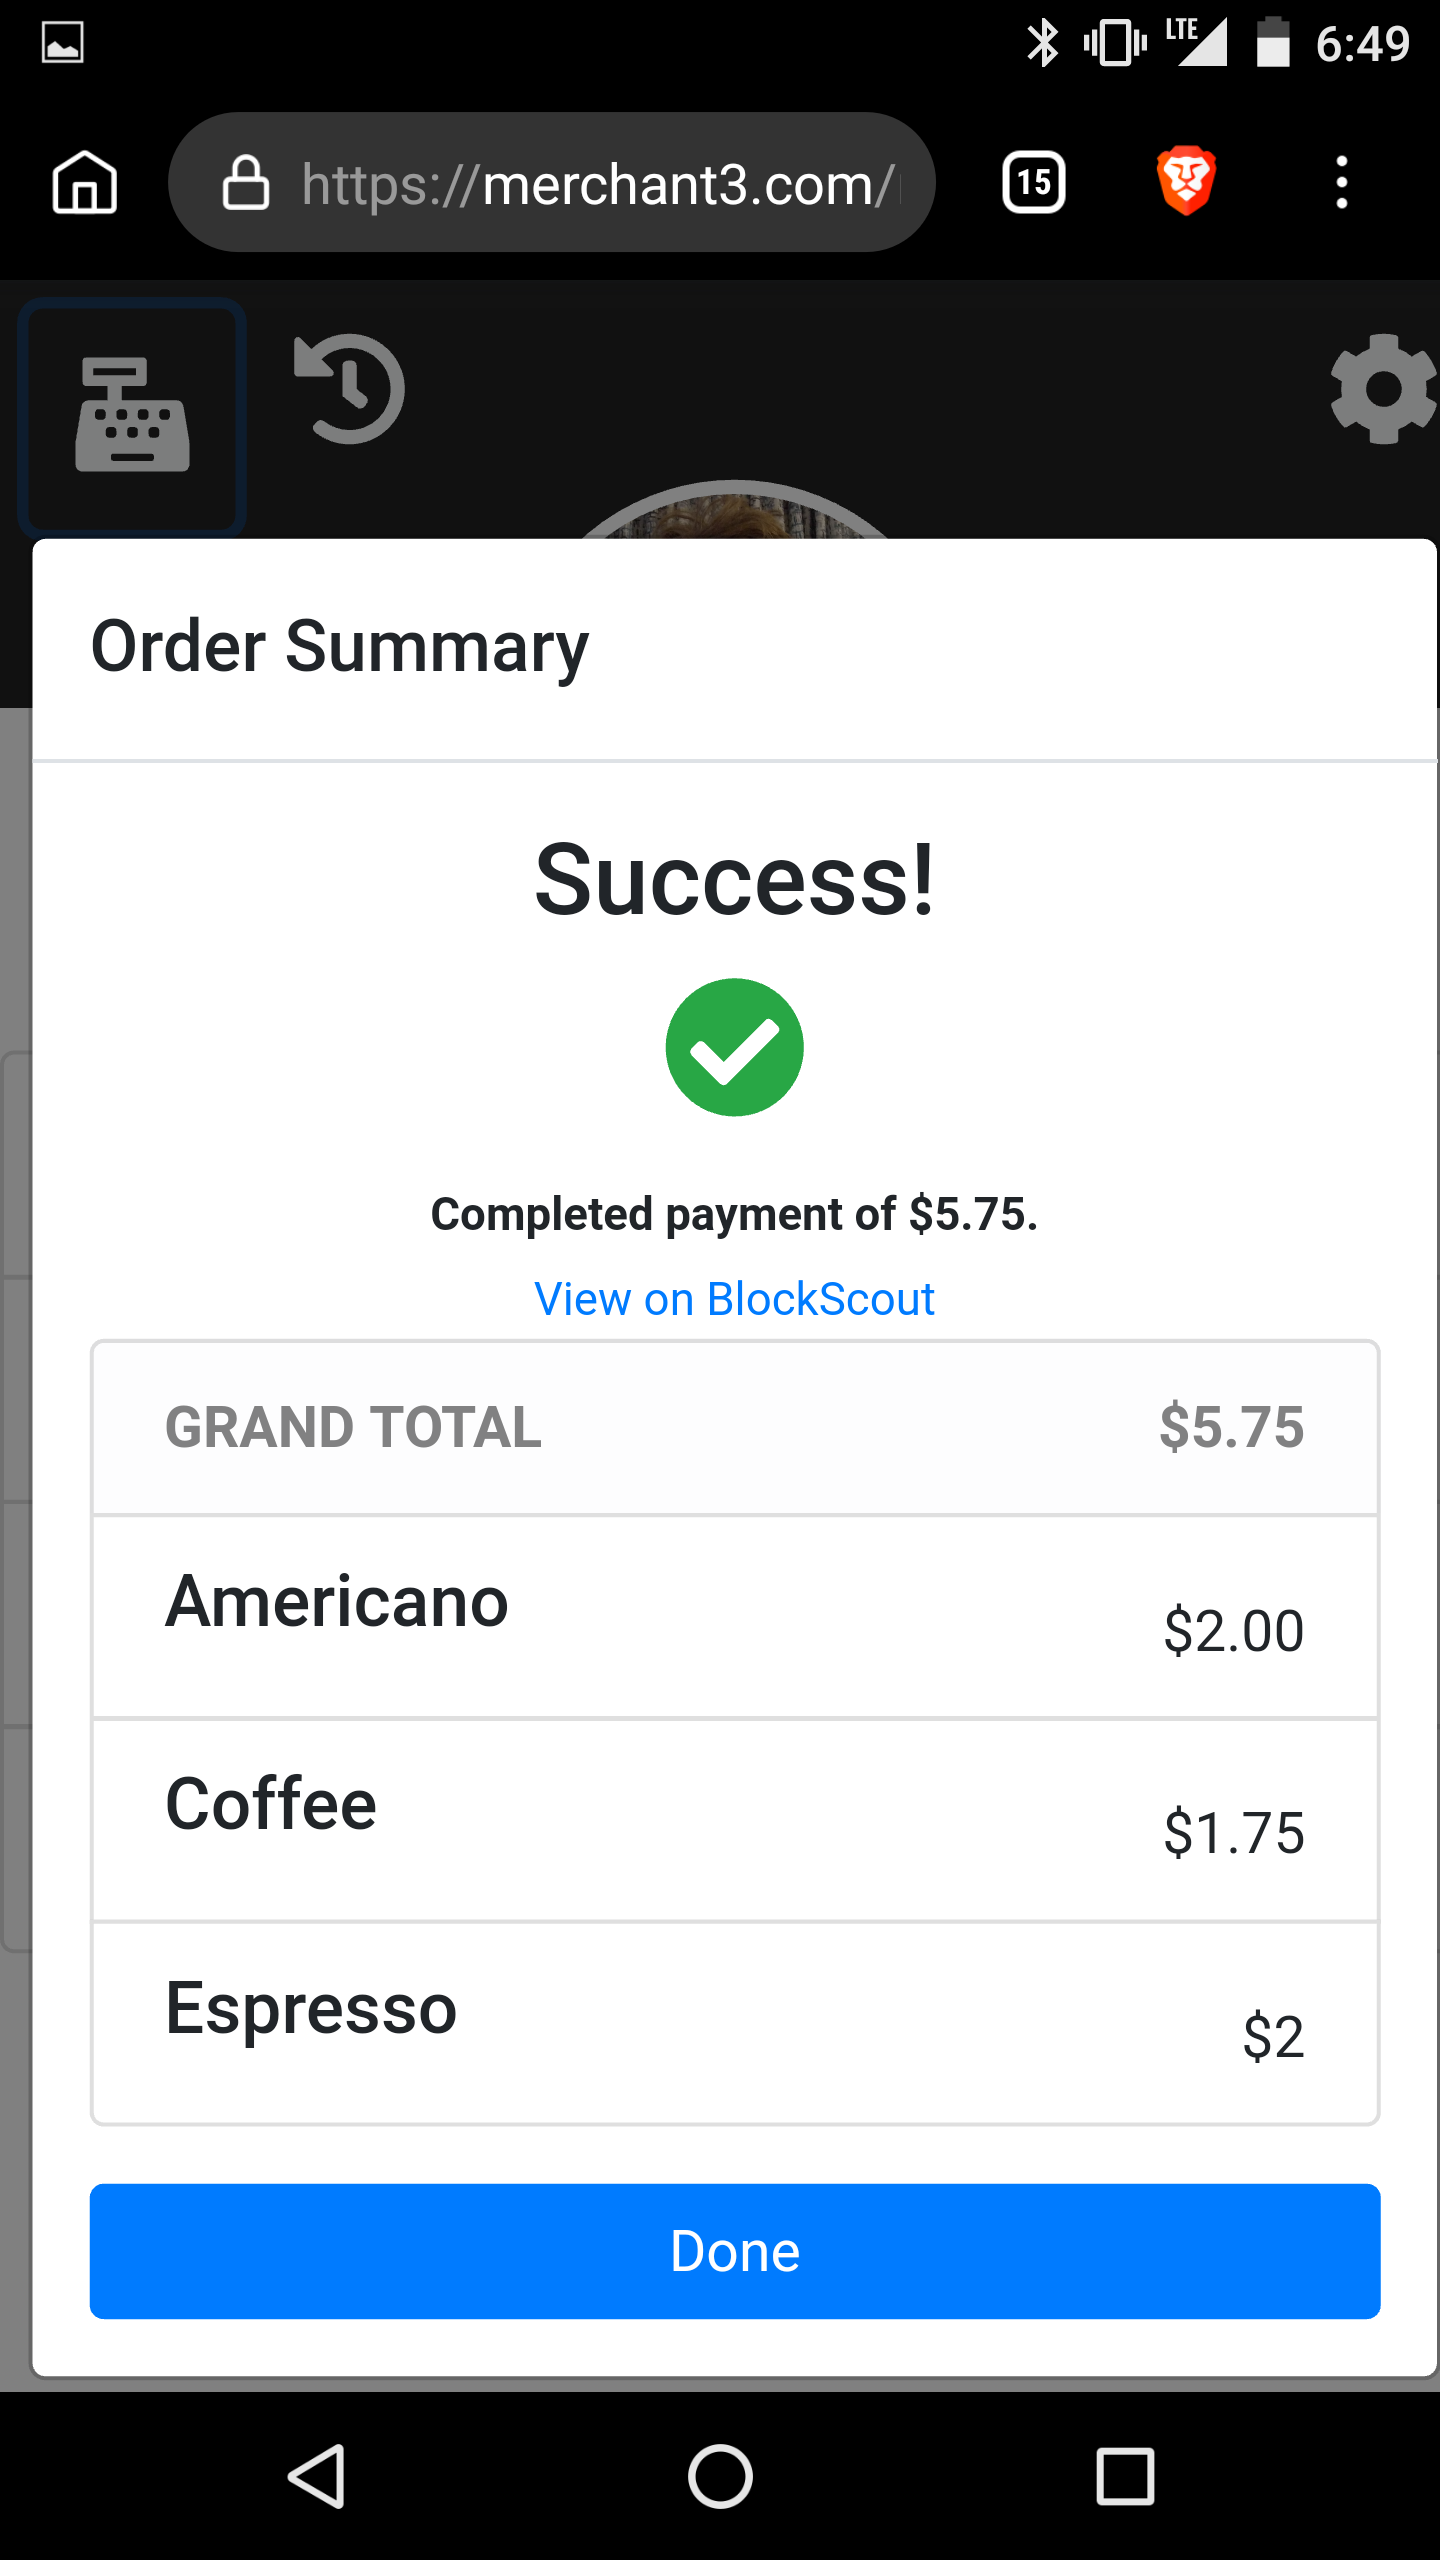 LTE 6:49
https://merchant3.com/
15
Order Summary
Success!
Completed payment of $5.75.
View on BlockScout
GRAND TOTAL $5.75
Americano $2.00
Coffee $1.75
Espresso $2
Done